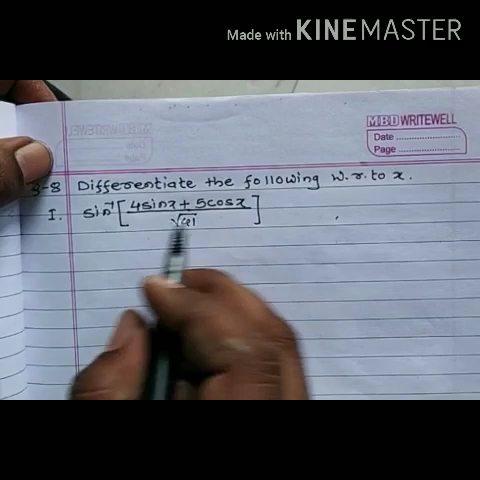 Made with KINEMASTER
MBD WRITEWELL
Date
Page
3-8 Differentiate the following w.r.to x.
I. sin⁻¹[4sinx+5cosx/√41]